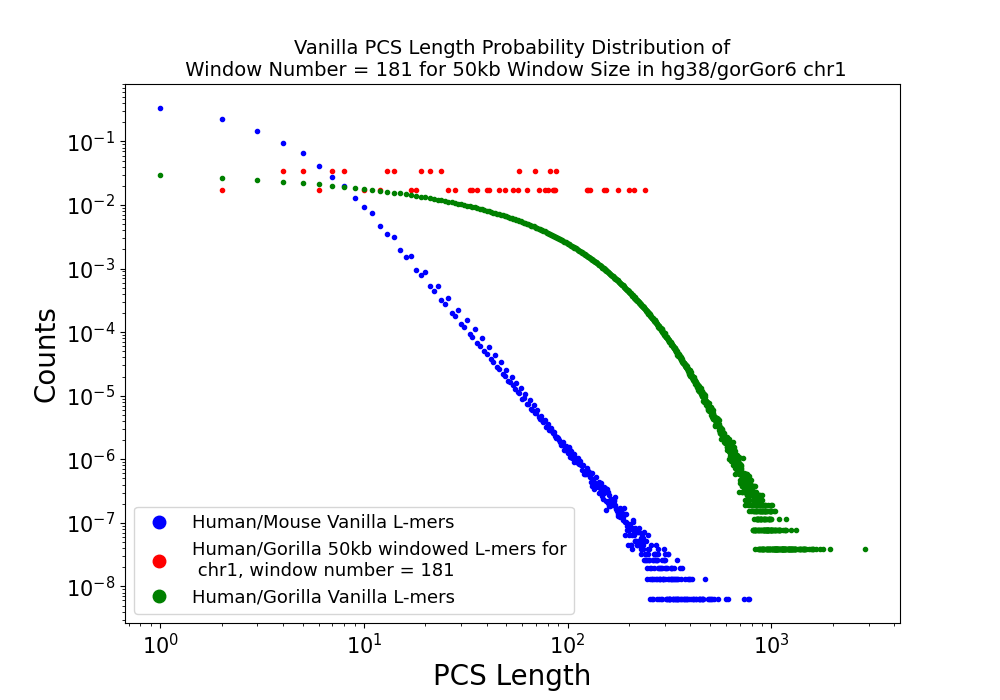 Vanilla PCS Length Probability Distribution of
Window Number = 181 for 50kb Window Size in hg38/gorGor6 chr1
Counts
10⁻¹
10⁻²
10⁻³
10⁻⁴
10⁻⁵
10⁻⁶
10⁻⁷
10⁻⁸
Human/Mouse Vanilla L-mers
Human/Gorilla 50kb windowed L-mers for
chr1, window number = 181
Human/Gorilla Vanilla L-mers
10⁰ 10¹ 10² 10³
PCS Length